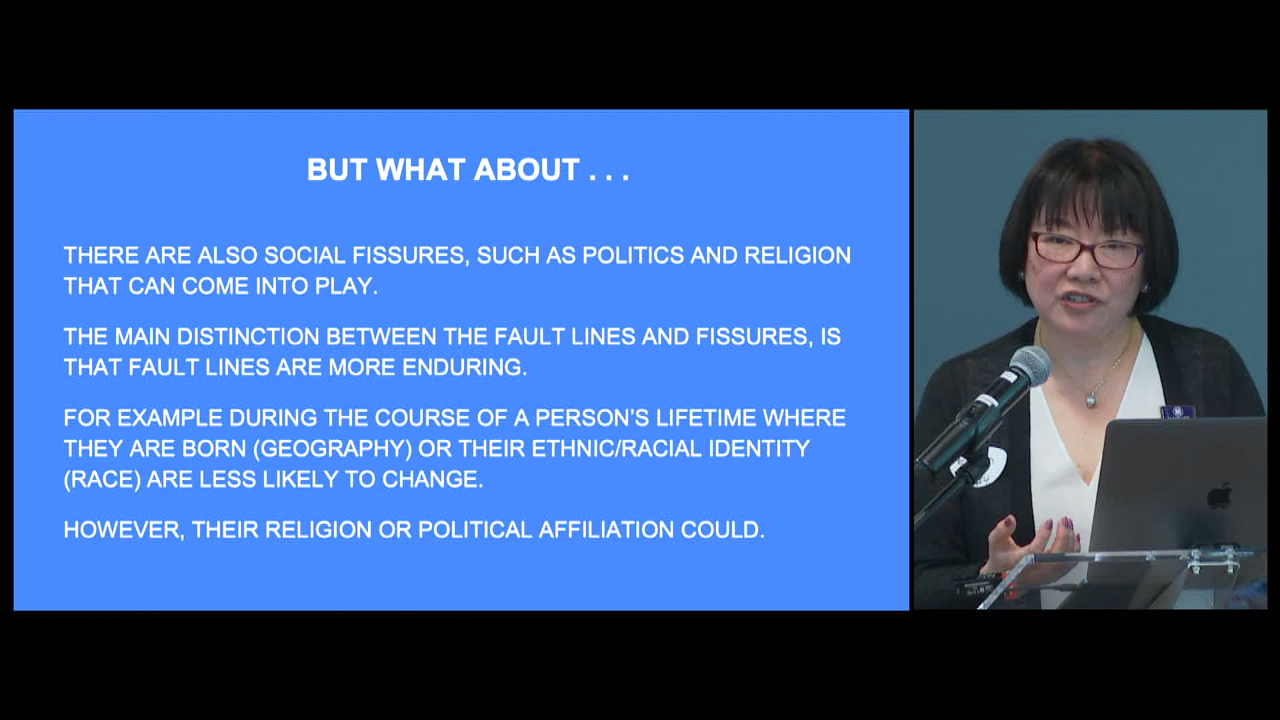 BUT WHAT ABOUT . . .
THERE ARE ALSO SOCIAL FISSURES, SUCH AS POLITICS AND RELIGION
THAT CAN COME INTO PLAY.
THE MAIN DISTINCTION BETWEEN THE FAULT LINES AND FISSURES, IS
THAT FAULT LINES ARE MORE ENDURING.
FOR EXAMPLE DURING THE COURSE OF A PERSON'S LIFETIME WHERE
THEY ARE BORN (GEOGRAPHY) OR THEIR ETHNIC/RACIAL IDENTITY
(RACE) ARE LESS LIKELY TO CHANGE.
HOWEVER, THEIR RELIGION OR POLITICAL AFFILIATION COULD.